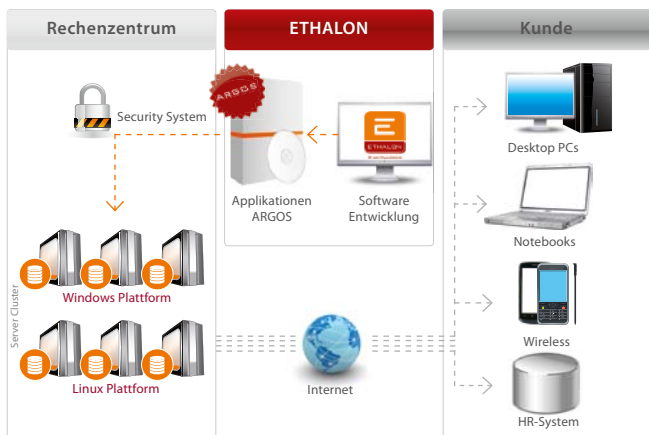 Rechenzentrum
ETHALON
Kunde
Security System
ARGOS
E
ETHALON
Applikationen
ARGOS
Software
Entwicklung
Desktop PCs
Notebooks
Wireless
HR-System
Server Cluster
Windows Plattform
Linux Plattform
Internet